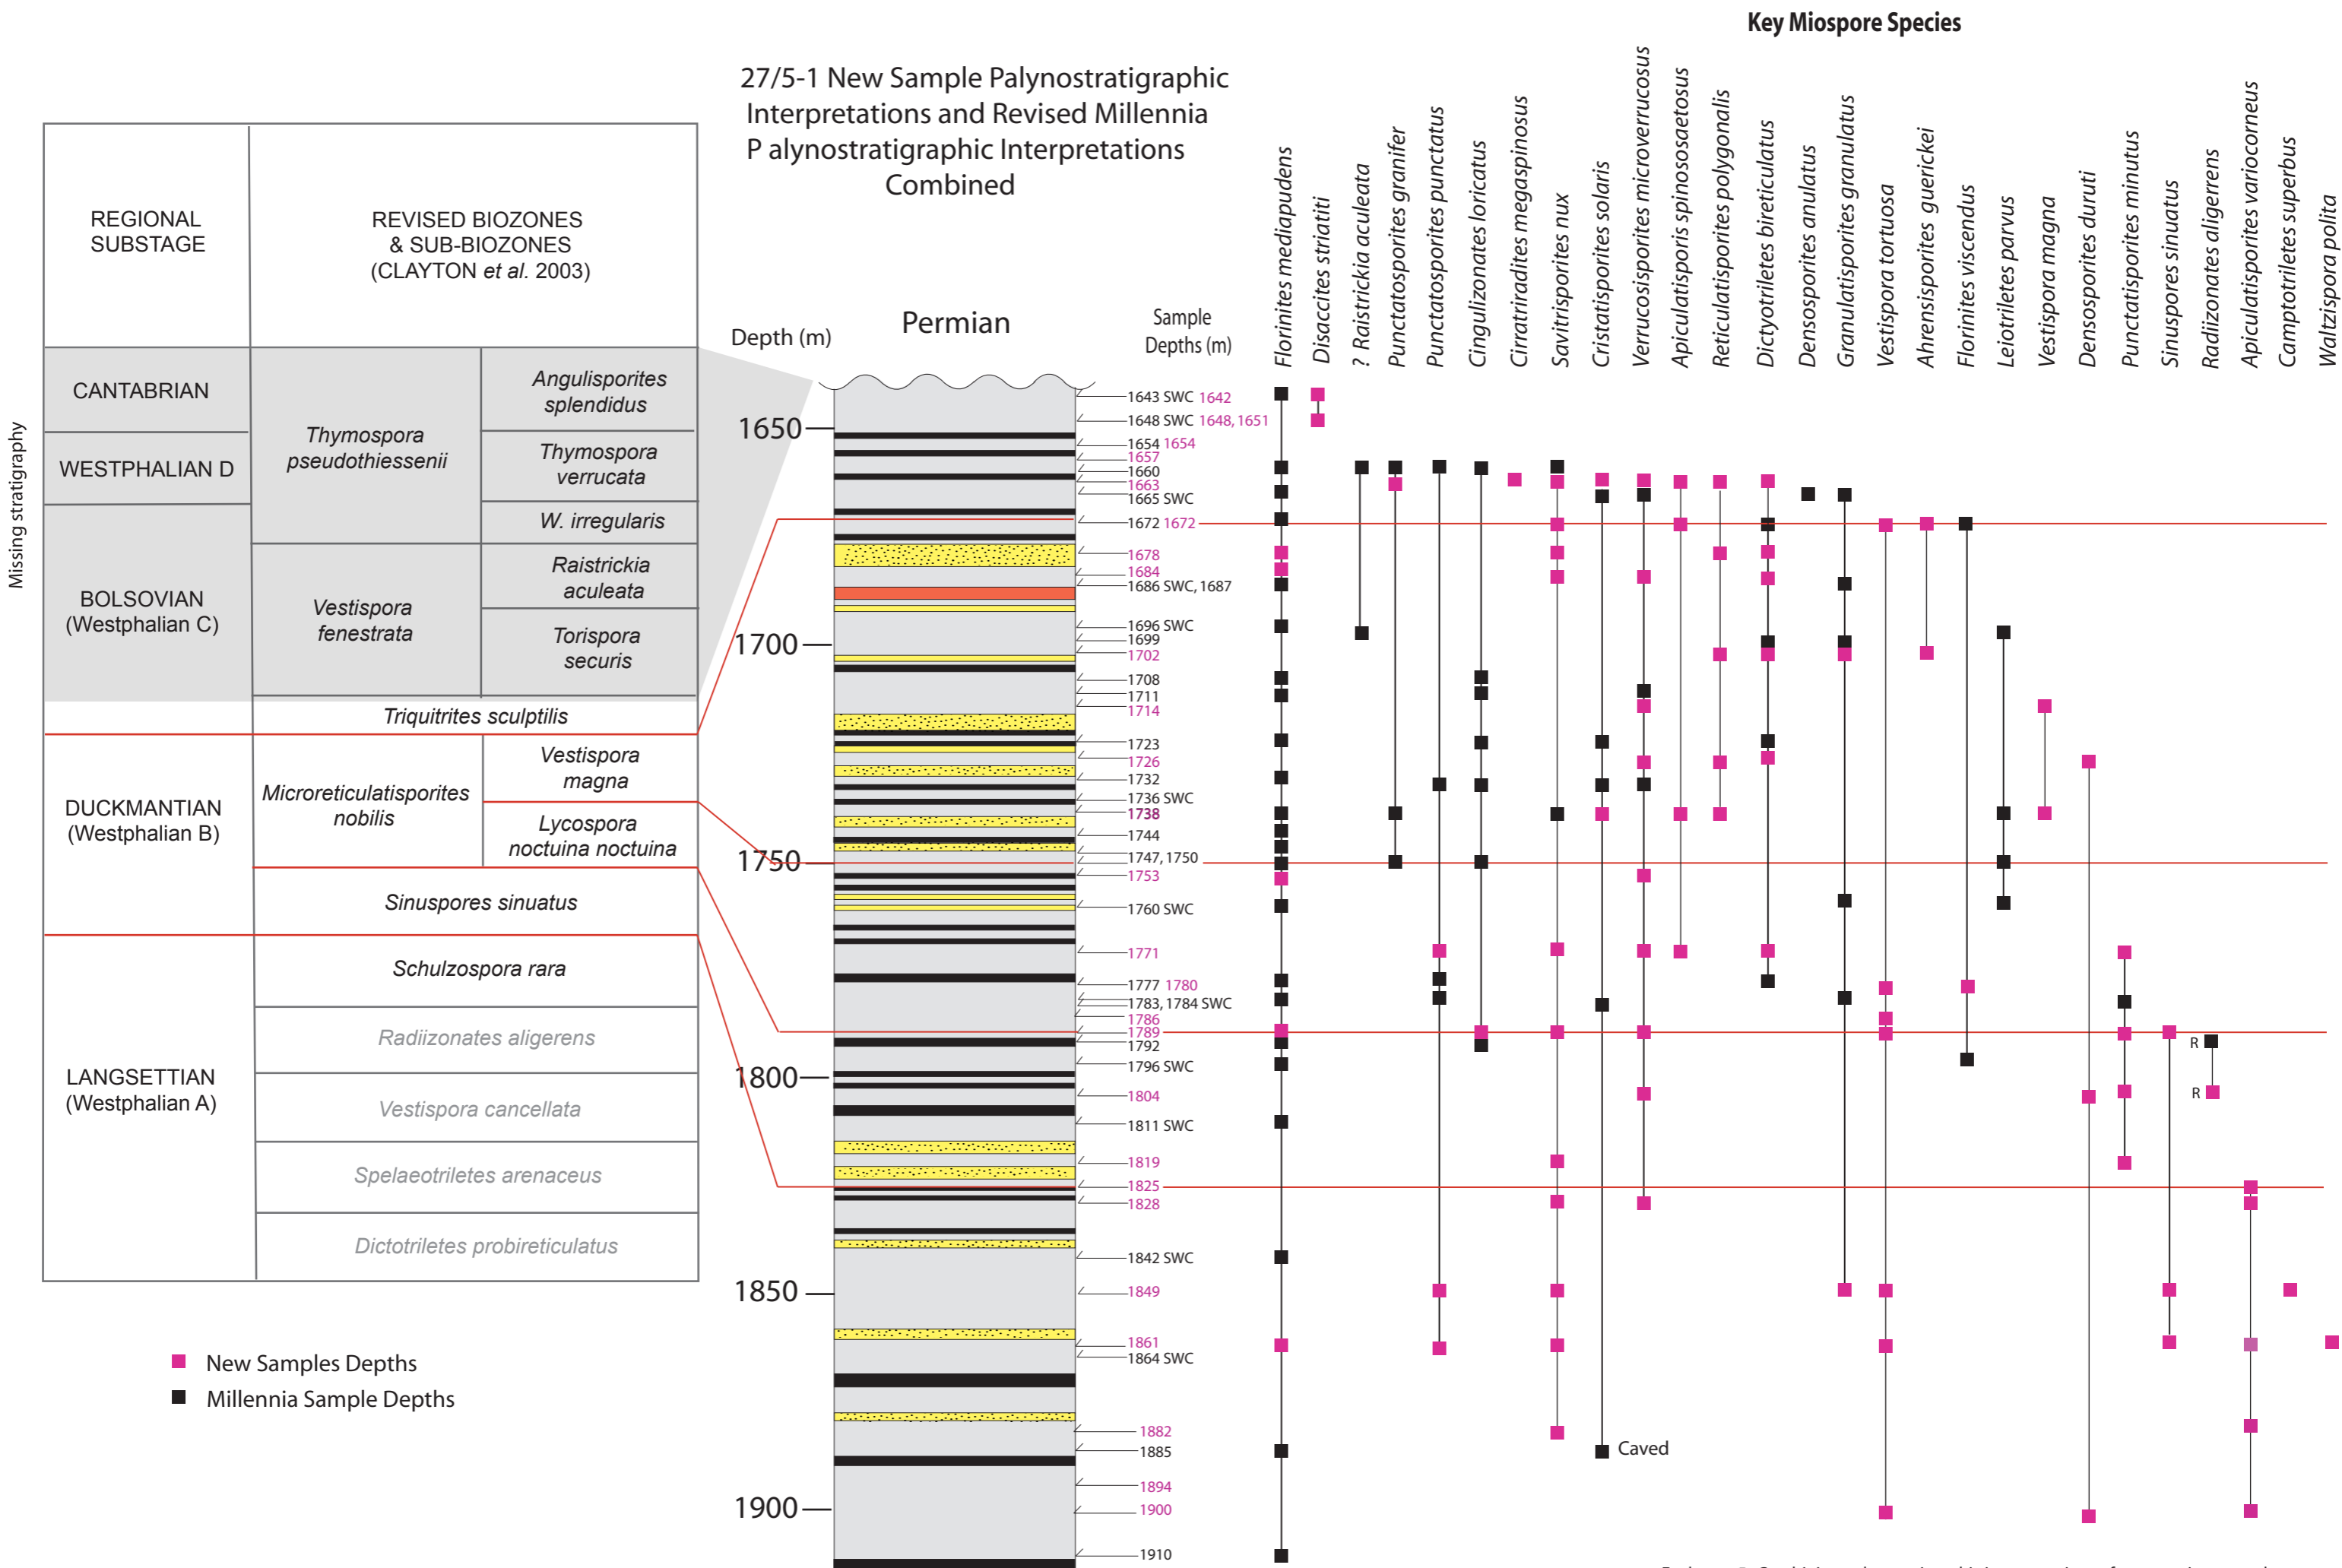 Key Miospore Species
27/5-1 New Sample Palynostratigraphic
Interpretations and Revised Millennia
P alynostratigraphic Interpretations
Combined
REGIONAL
SUBSTAGE
REVISED BIOZONES
& SUB-BIOZONES
(CLAYTON et al. 2003)
Missing stratigraphy
CANTABRIAN
WESTPHALIAN D
BOLSOVIAN
(Westphalian C)
DUCKMANTIAN
(Westphalian B)
LANGSETTIAN
(Westphalian A)
Thymospora
pseudothiessenii
Angulisporites
splendidus
Thymospora
verrucata
W. irregularis
Vestispora
fenestrata
Raistrickia
aculeata
Torispora
securis
Triquitrites sculptilis
Microreticulatisporites
nobilis
Vestispora
magna
Lycospora
noctuina noctuina
Sinuspores sinuatus
Schulzospora rara
Radiizonates aligerens
Vestispora cancellata
Spelaeotriletes arenaceus
Dictotriletes probireticulatus
New Samples Depths
Millennia Sample Depths
Depth (m)
Permian
Sample
Depths (m)
1650
1700
1750
1800
1850
1900
1643 SWC 1642
1648 SWC 1648, 1651
1654 1654
1657
1660
1663
1665 SWC
1672 1672
1678
1684
1686 SWC, 1687
1696 SWC
1699
1702
1708
1711
1714
1723
1726
1732
1736 SWC
1738
1744
1747, 1750
1753
1760 SWC
1771
1777 1780
1783, 1784 SWC
1786
1789
1792
1796 SWC
1804
1811 SWC
1819
1825
1828
1842 SWC
1849
1861
1864 SWC
1882
1885
1894
1900
1910
Florinites mediapudens
Disaccites striatiti
? Raistrickia aculeata
Punctatosporites granifer
Punctatosporites punctatus
Cingulizonates loricatus
Cirratriradites megaspinosus
Savitrisporites nux
Cristatisporites solaris
Verrucosisporites microverrucosus
Apiculatisporis spinososaetosus
Reticulatisporites polygonalis
Dictyotriletes bireticulatus
Densosporites anulatus
Granulatisporites granulatus
Vestispora tortuosa
Ahrensisporites guerickei
Florinites viscendus
Leiotriletes parvus
Vestispora magna
Densosporites duruti
Punctatisporites minutus
Sinuspores sinuatus
Radiizonates aligerens
Apiculatisporites variocorneus
Camptotriletes superbus
Waltzispora polita
R
R
Caved